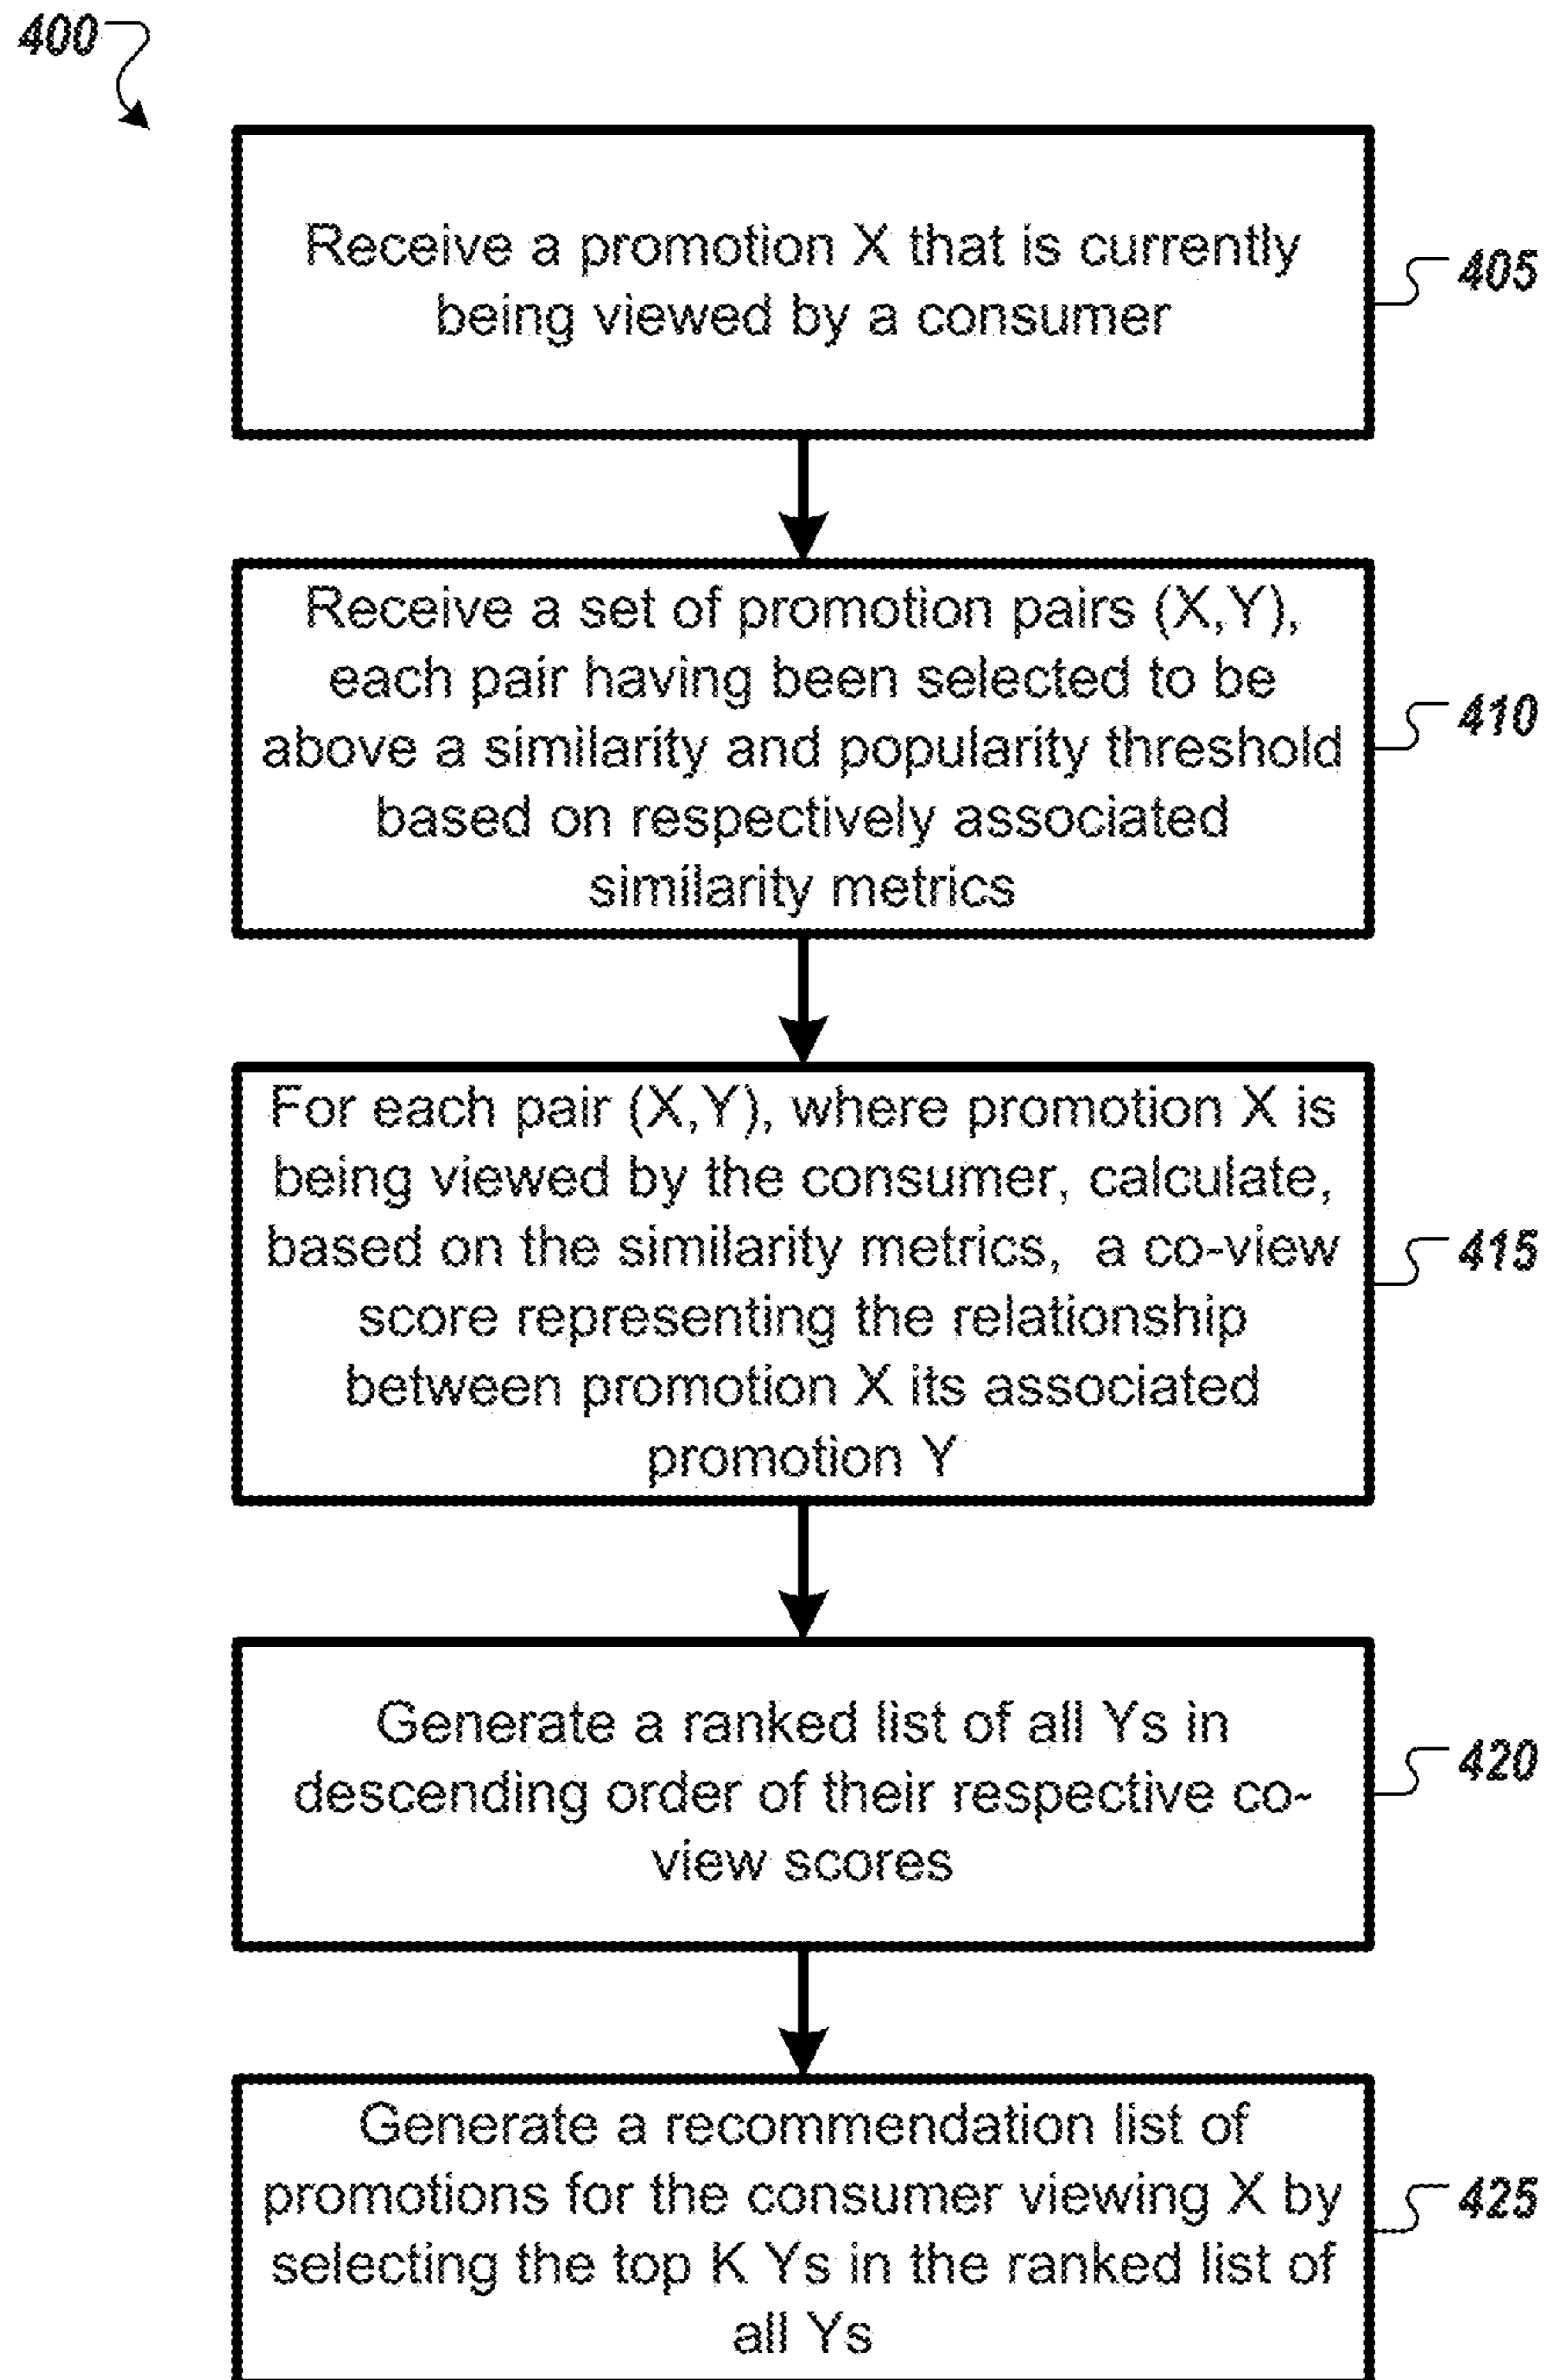 400
Receive a promotion X that is currently
being viewed by a consumer
405
Receive a set of promotion pairs (X,Y),
each pair having been selected to be
above a similarity and popularity threshold
based on respectively associated
similarity metrics
410
For each pair (X,Y), where promotion X is
being viewed by the consumer, calculate,
based on the similarity metrics, a co-view
score representing the relationship
between promotion X its associated
promotion Y
415
Generate a ranked list of all Ys in
descending order of their respective co-
view scores
420
Generate a recommendation list of
promotions for the consumer viewing X by
selecting the top K Ys in the ranked list of
all Ys
425